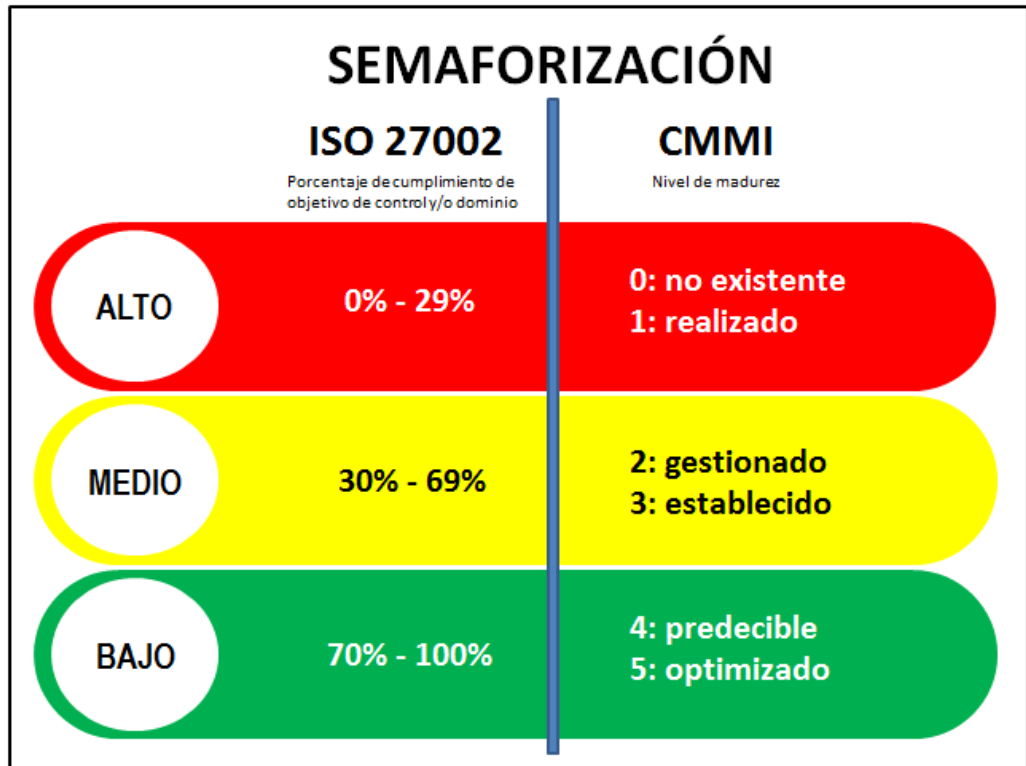 SEMAFORIZACIÓN
ISO 27002
Porcentaje de cumplimiento de
objetivo de control y/o dominio
CMMI
Nivel de madurez
ALTO
0% - 29%
0: no existente
1: realizado
MEDIO
30% - 69%
2: gestionado
3: establecido
BAJO
70% - 100%
4: predecible
5: optimizado